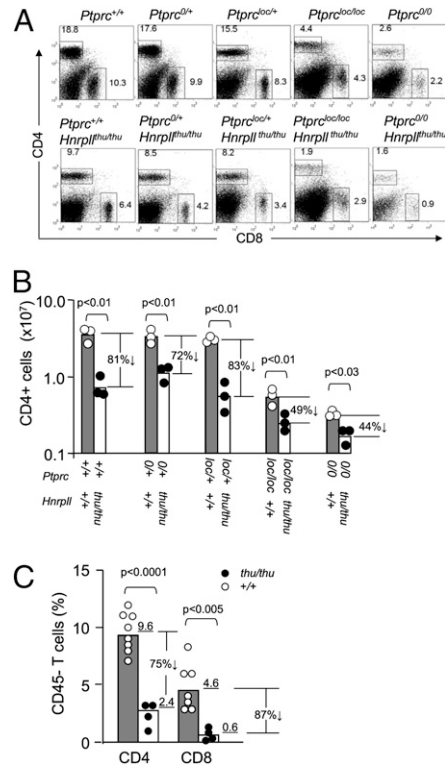 A
Ptprc+/+ Ptprc0/+ Ptprcloc/+ Ptprcloc/loc Ptprc0/0
18.8 17.6 15.5 4.4 2.6
10.3 9.9 8.3 4.3 2.2
Ptprc+/+ Ptprc0/+ Ptprcloc/+ Ptprcloc/loc Ptprc0/0
Hnrpllthu/thu Hnrpllthu/thu Hnrpllthu/thu Hnrpllthu/thu Hnrpllthu/thu
9.7 8.5 8.2 1.9 1.6
6.4 4.2 3.4 2.9 0.9
CD4
CD8
B
CD4+ cells (x10⁷)
10.0
1.0
0.1
p<0.01 p<0.01 p<0.01 p<0.01 p<0.03
81%↓ 72%↓ 83%↓ 49%↓ 44%↓
Ptprc +/+ +/+ 0/+ 0/+ loc/+ loc/+ loc/loc loc/loc 0/0 0/0
Hnrpll +/+ thu/thu +/+ thu/thu +/+ thu/thu +/+ thu/thu +/+ thu/thu
C
CD45- T cells (%)
15
10
5
0
thu/thu
+/+
p<0.0001 p<0.005
9.6
75%↓
2.4
4.6
87%↓
0.6
CD4 CD8